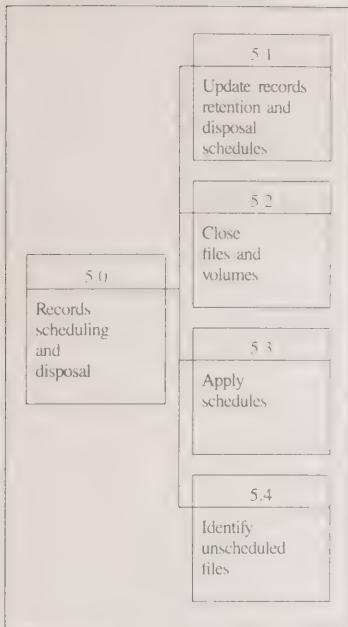 5.1
Update records
retention and
disposal
schedules
5.2
Close
files and
volumes
5.0
Records
scheduling
and
disposal
5.3
Apply
schedules
5.4
Identify
unscheduled
files